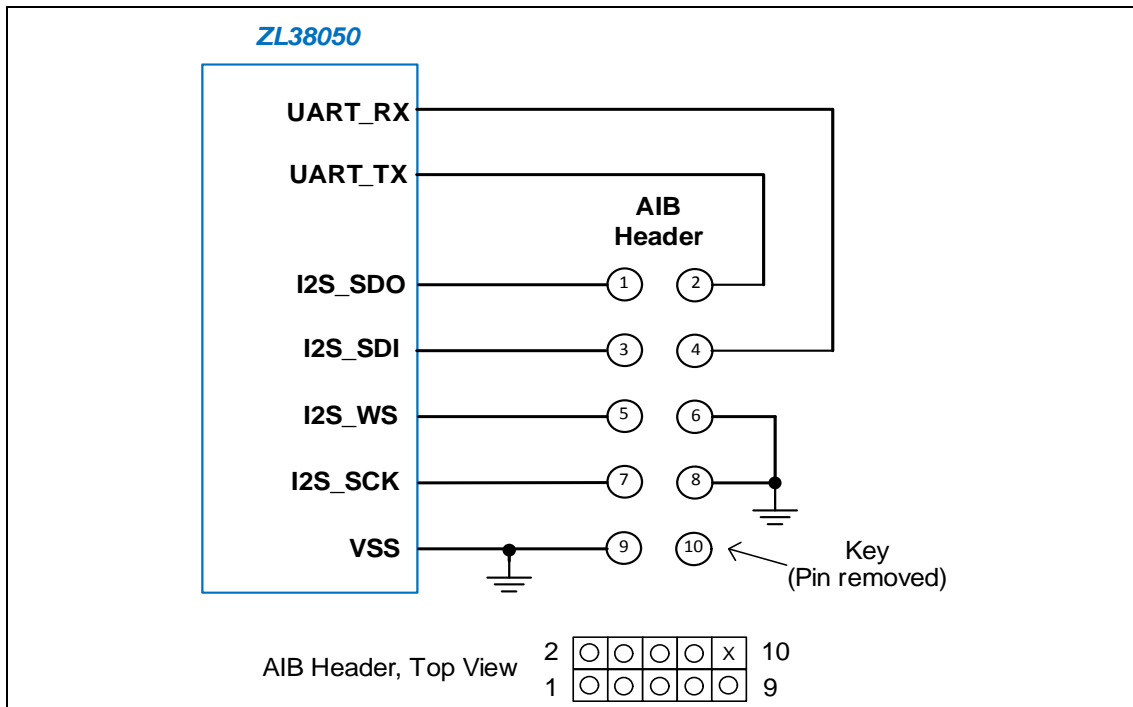 ZL38050
UART_RX
UART_TX
AIB
Header
I2S_SDO 1 2
I2S_SDI 3 4
I2S_WS 5 6
I2S_SCK 7 8
VSS 9 10
Key
(Pin removed)
AIB Header, Top View
2 X 10
1 9